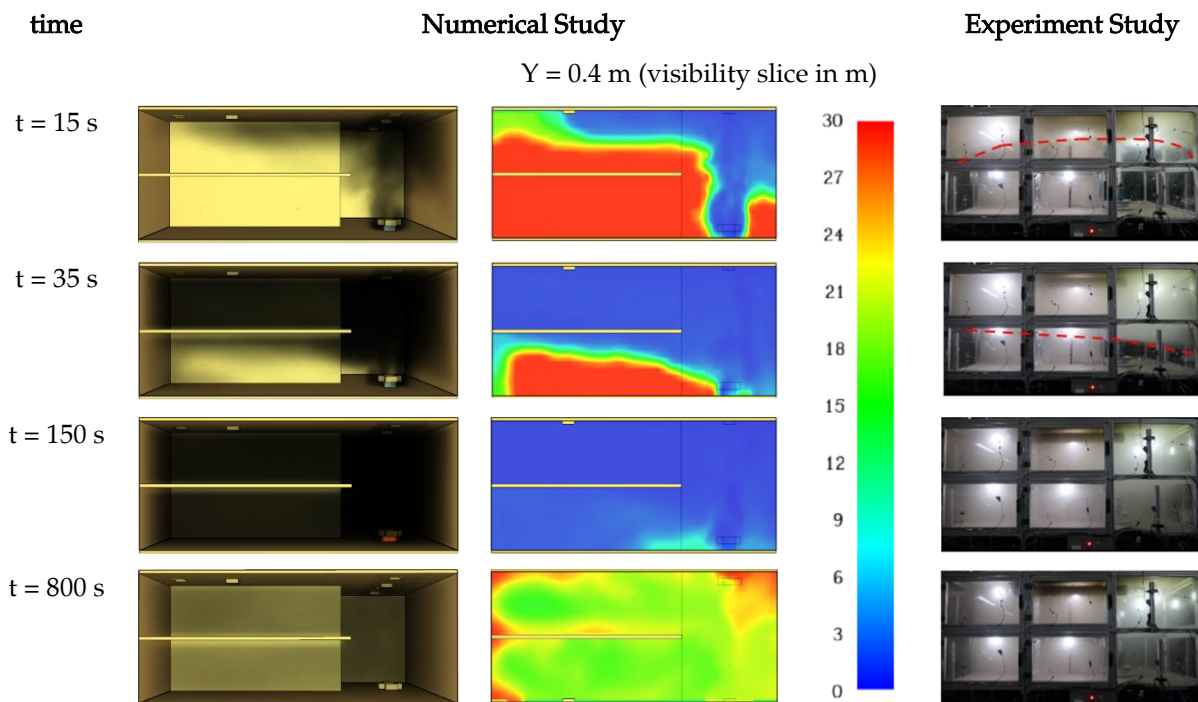 time
Numerical Study
Experiment Study
Y = 0.4 m (visibility slice in m)
t = 15 s
t = 35 s
t = 150 s
t = 800 s
30
27
24
21
18
15
12
9
6
3
0